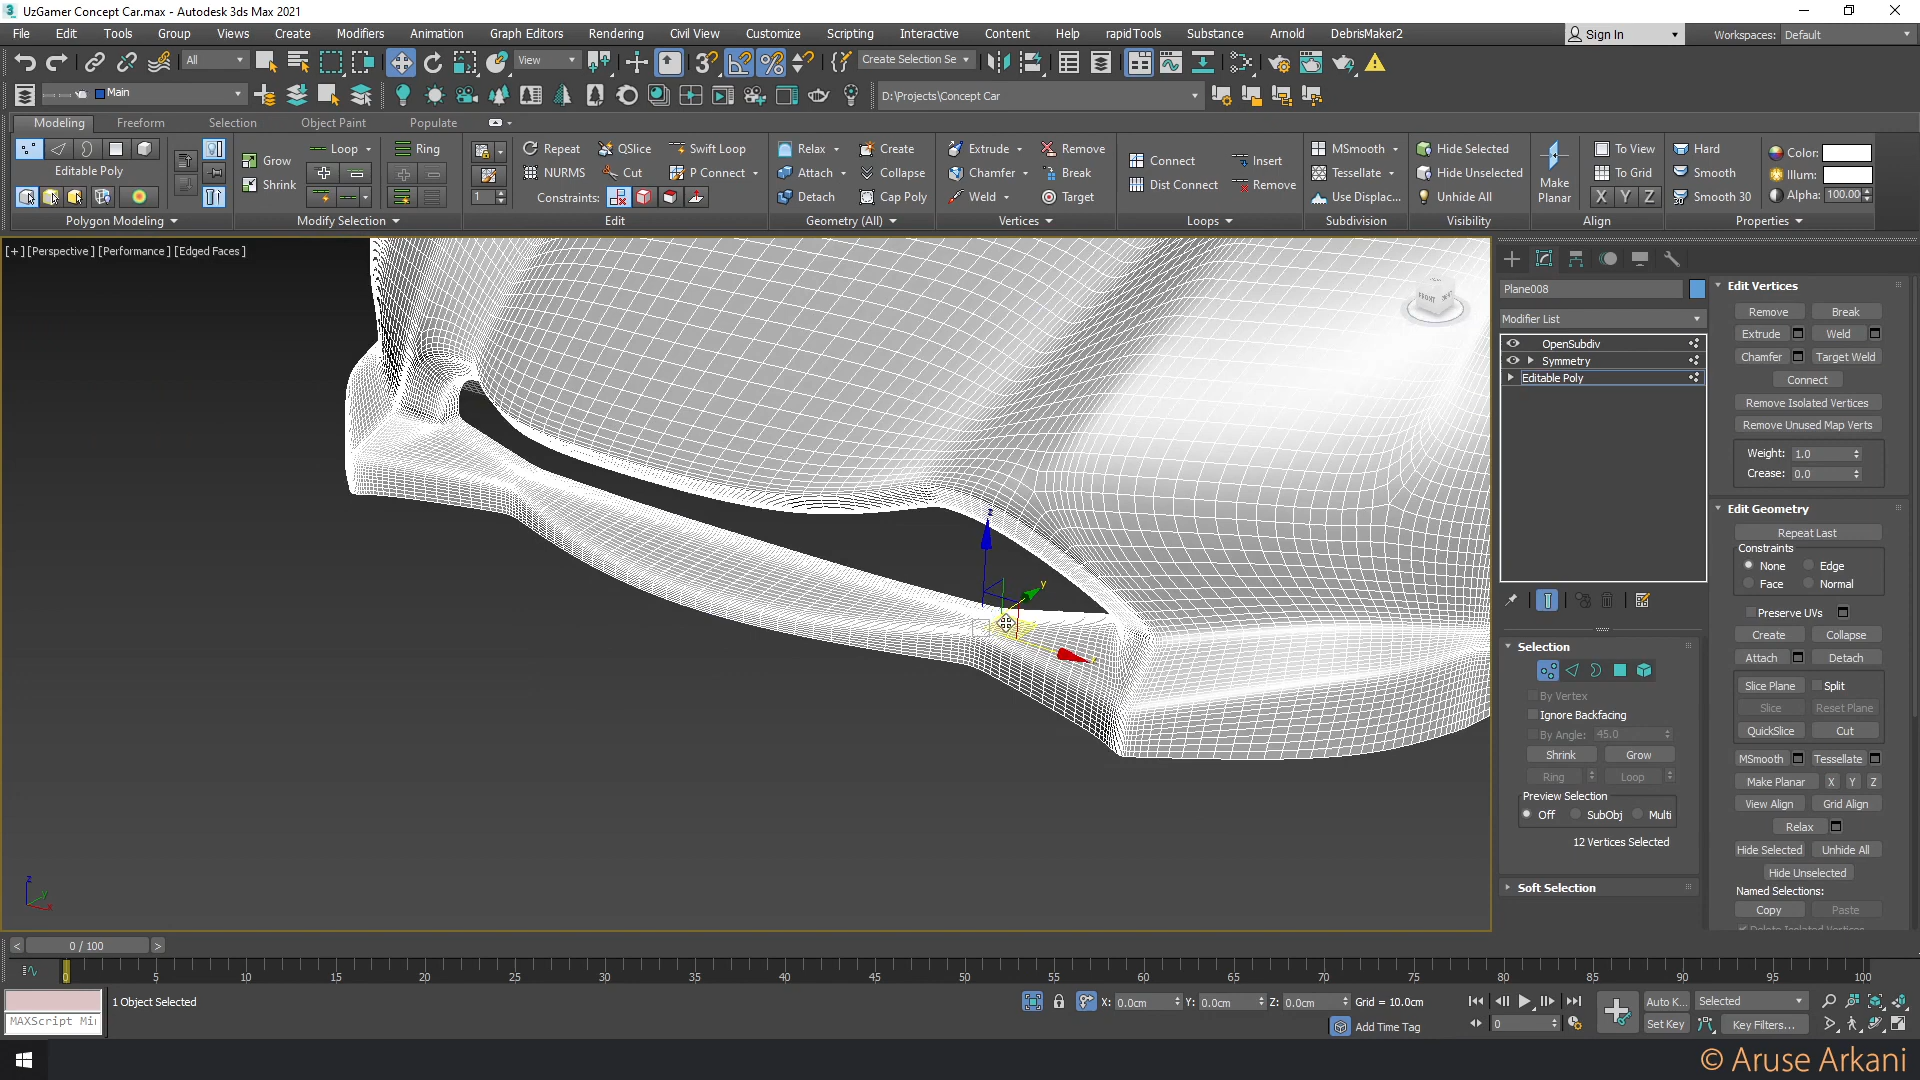 UzGamer Concept Car.max - Autodesk 3ds Max 2021
File Edit Tools Group Views Create Modifiers Animation Graph Editors Rendering Civil View Customize Scripting Interactive Content Help rapidTools Substance Arnold DebrisMaker2 Sign In Workspaces: Default
All View Create Selection Se
Main D:\Projects\Concept Car
Modeling Freeform Selection Object Paint Populate
Loop Ring Repeat QSlice Swift Loop Relax Create Extrude Remove MSmooth Hide Selected To View Hard Color:
Grow Connect Insert
Editable Poly NURMS Cut P Connect Attach Collapse Chamfer Break Tessellate Hide Unselected To Grid Smooth Illum:
Shrink Dist Connect Remove Make Planar
1 Constraints: Detach Cap Poly Weld Target Use Displac... Unhide All X Y Z Smooth 30 Alpha: 100.00
Polygon Modeling Modify Selection Edit Geometry (All) Vertices Loops Subdivision Visibility Align Properties
[+] [Perspective] [Performance] [Edged Faces]
Plane008
Modifier List
OpenSubdiv
Symmetry
Editable Poly
Selection
By Vertex
Ignore Backfacing
By Angle: 45.0
Shrink Grow
Ring Loop
Preview Selection
Off SubObj Multi
12 Vertices Selected
Soft Selection
Edit Vertices
Remove Break
Extrude Weld
Chamfer Target Weld
Connect
Remove Isolated Vertices
Remove Unused Map Verts
Weight: 1.0
Crease: 0.0
Edit Geometry
Repeat Last
Constraints
None Edge
Face Normal
Preserve UVs
Create Collapse
Attach Detach
Slice Plane Split
Slice Reset Plane
QuickSlice Cut
MSmooth Tessellate
Make Planar X Y Z
View Align Grid Align
Relax
Hide Selected Unhide All
Hide Unselected
Named Selections:
Copy Paste
Delete Isolated Vertices
z
y
x
z
y
x
< 0 / 100 >
0 5 10 15 20 25 30 35 40 45 50 55 60 65 70 75 80 85 90 95 100
1 Object Selected X: 0.0cm Y: 0.0cm Z: 0.0cm Grid = 10.0cm Auto K... Selected
MAXScript Mi Add Time Tag 0 Set Key Key Filters...
© Aruse Arkani